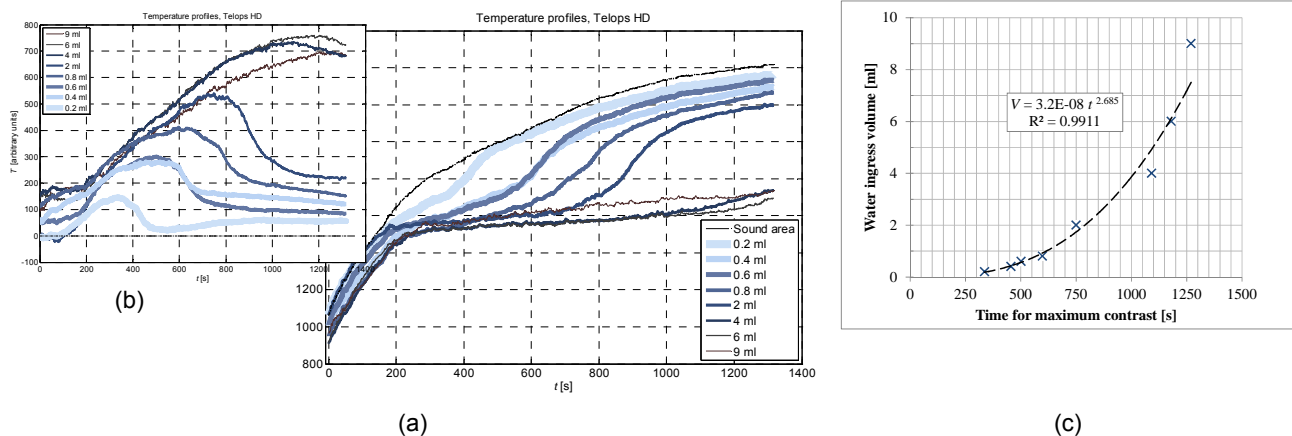 Temperature profiles, Telops HD
800
700
600
500
400
300
200
100
0
-100
T [arbitrary units]
9 ml
6 ml
4 ml
2 ml
0.8 ml
0.6 ml
0.4 ml
0.2 ml
0 200 400 600 800 1000 1200 1400
t [s]
(b)
Temperature profiles, Telops HD
1200
1000
800
Sound area
0.2 ml
0.4 ml
0.6 ml
0.8 ml
2 ml
4 ml
6 ml
9 ml
0 200 400 600 800 1000 1200 1400
t [s]
(a)
Water ingress volume [ml]
10
8
6
4
2
0
V = 3.2E-08 t 2.685
R² = 0.9911
0 250 500 750 1000 1250 1500
Time for maximum contrast [s]
(c)